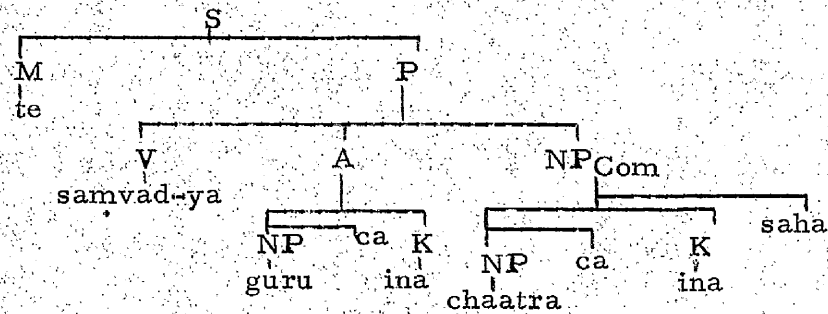 S
M P
te
V A NP Com
samvad-ya
saha
NP ca K NP ca K
guru ina chaatra ina